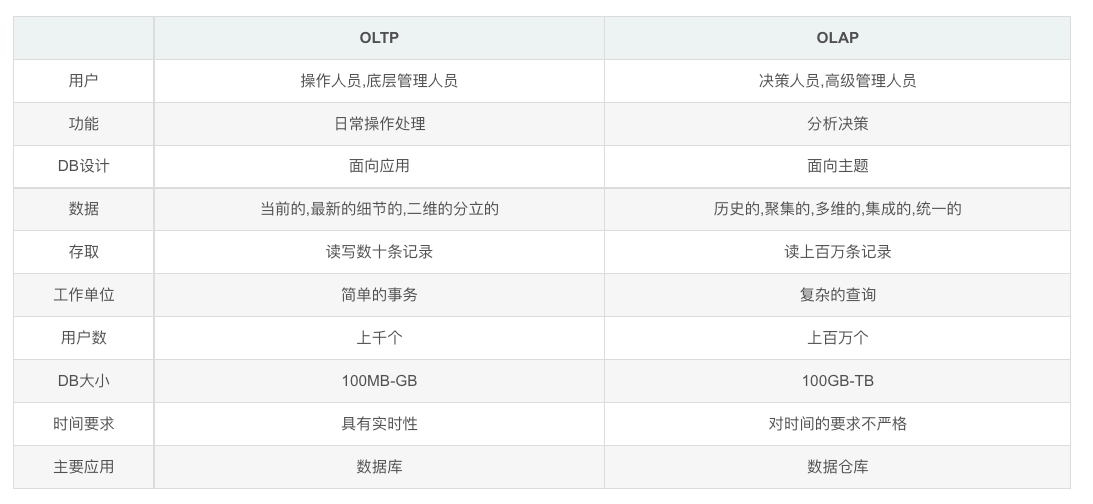 OLTP OLAP
用户 操作人员,底层管理人员 决策人员,高级管理人员
功能 日常操作处理 分析决策
DB设计 面向应用 面向主题
数据 当前的,最新的细节的,二维的分立的 历史的,聚集的,多维的,集成的,统一的
存取 读写数十条记录 读上百万条记录
工作单位 简单的事务 复杂的查询
用户数 上千个 上百万个
DB大小 100MB-GB 100GB-TB
时间要求 具有实时性 对时间的要求不严格
主要应用 数据库 数据仓库